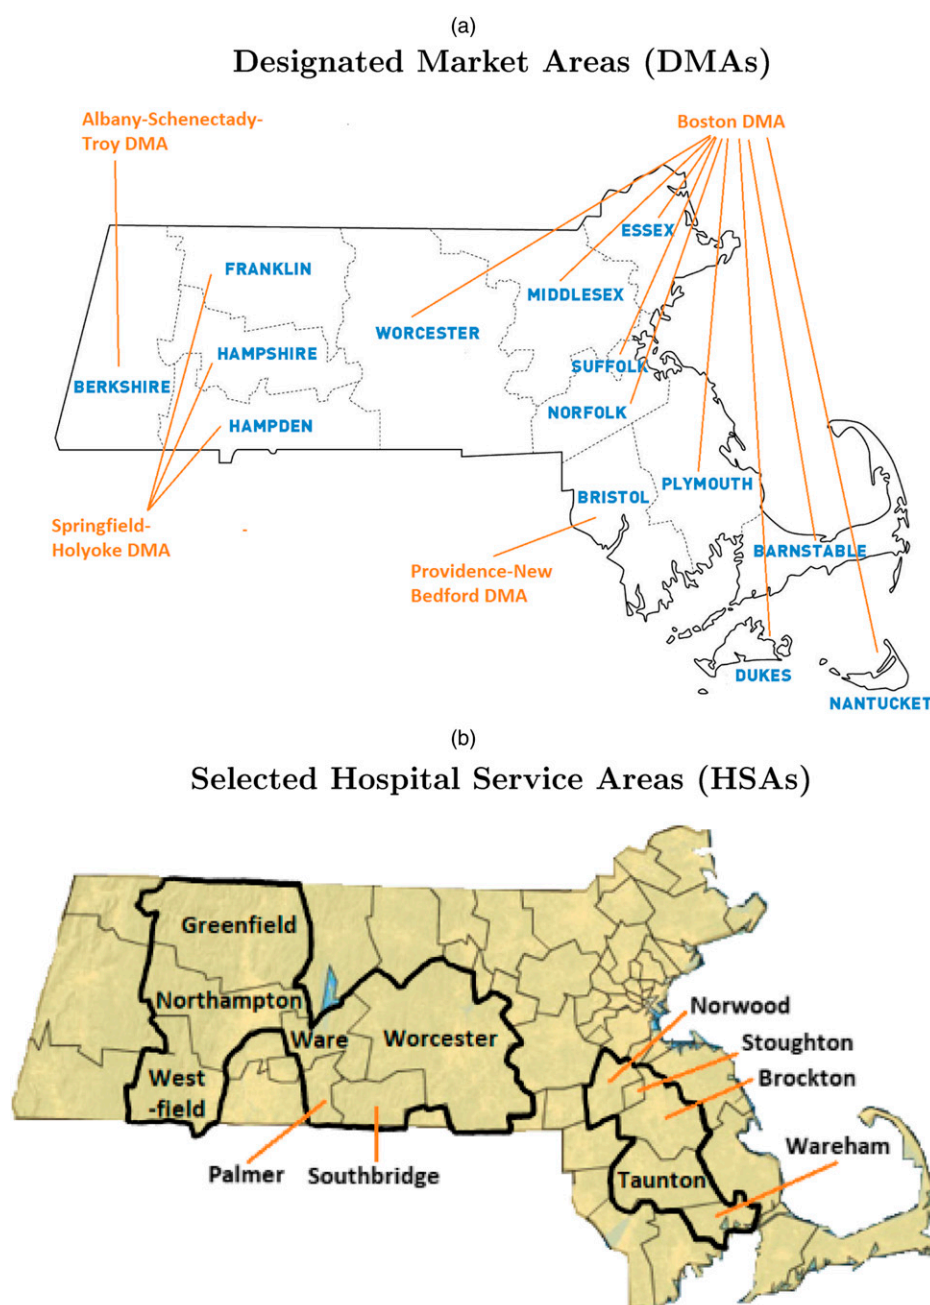 (a)
Designated Market Areas (DMAs)
Albany-Schenectady-
Troy DMA
Boston DMA
ESSEX
FRANKLIN
MIDDLESEX
WORCESTER
HAMPSHIRE
SUFFOLK
BERKSHIRE
NORFOLK
HAMPDEN
PLYMOUTH
BRISTOL
Springfield-
Holyoke DMA
BARNSTABLE
Providence-New
Bedford DMA
DUKES
NANTUCKET
(b)
Selected Hospital Service Areas (HSAs)
Greenfield
Northampton
Norwood
Ware
Worcester
Stoughton
West
-field
Brockton
Wareham
Palmer
Southbridge
Taunton